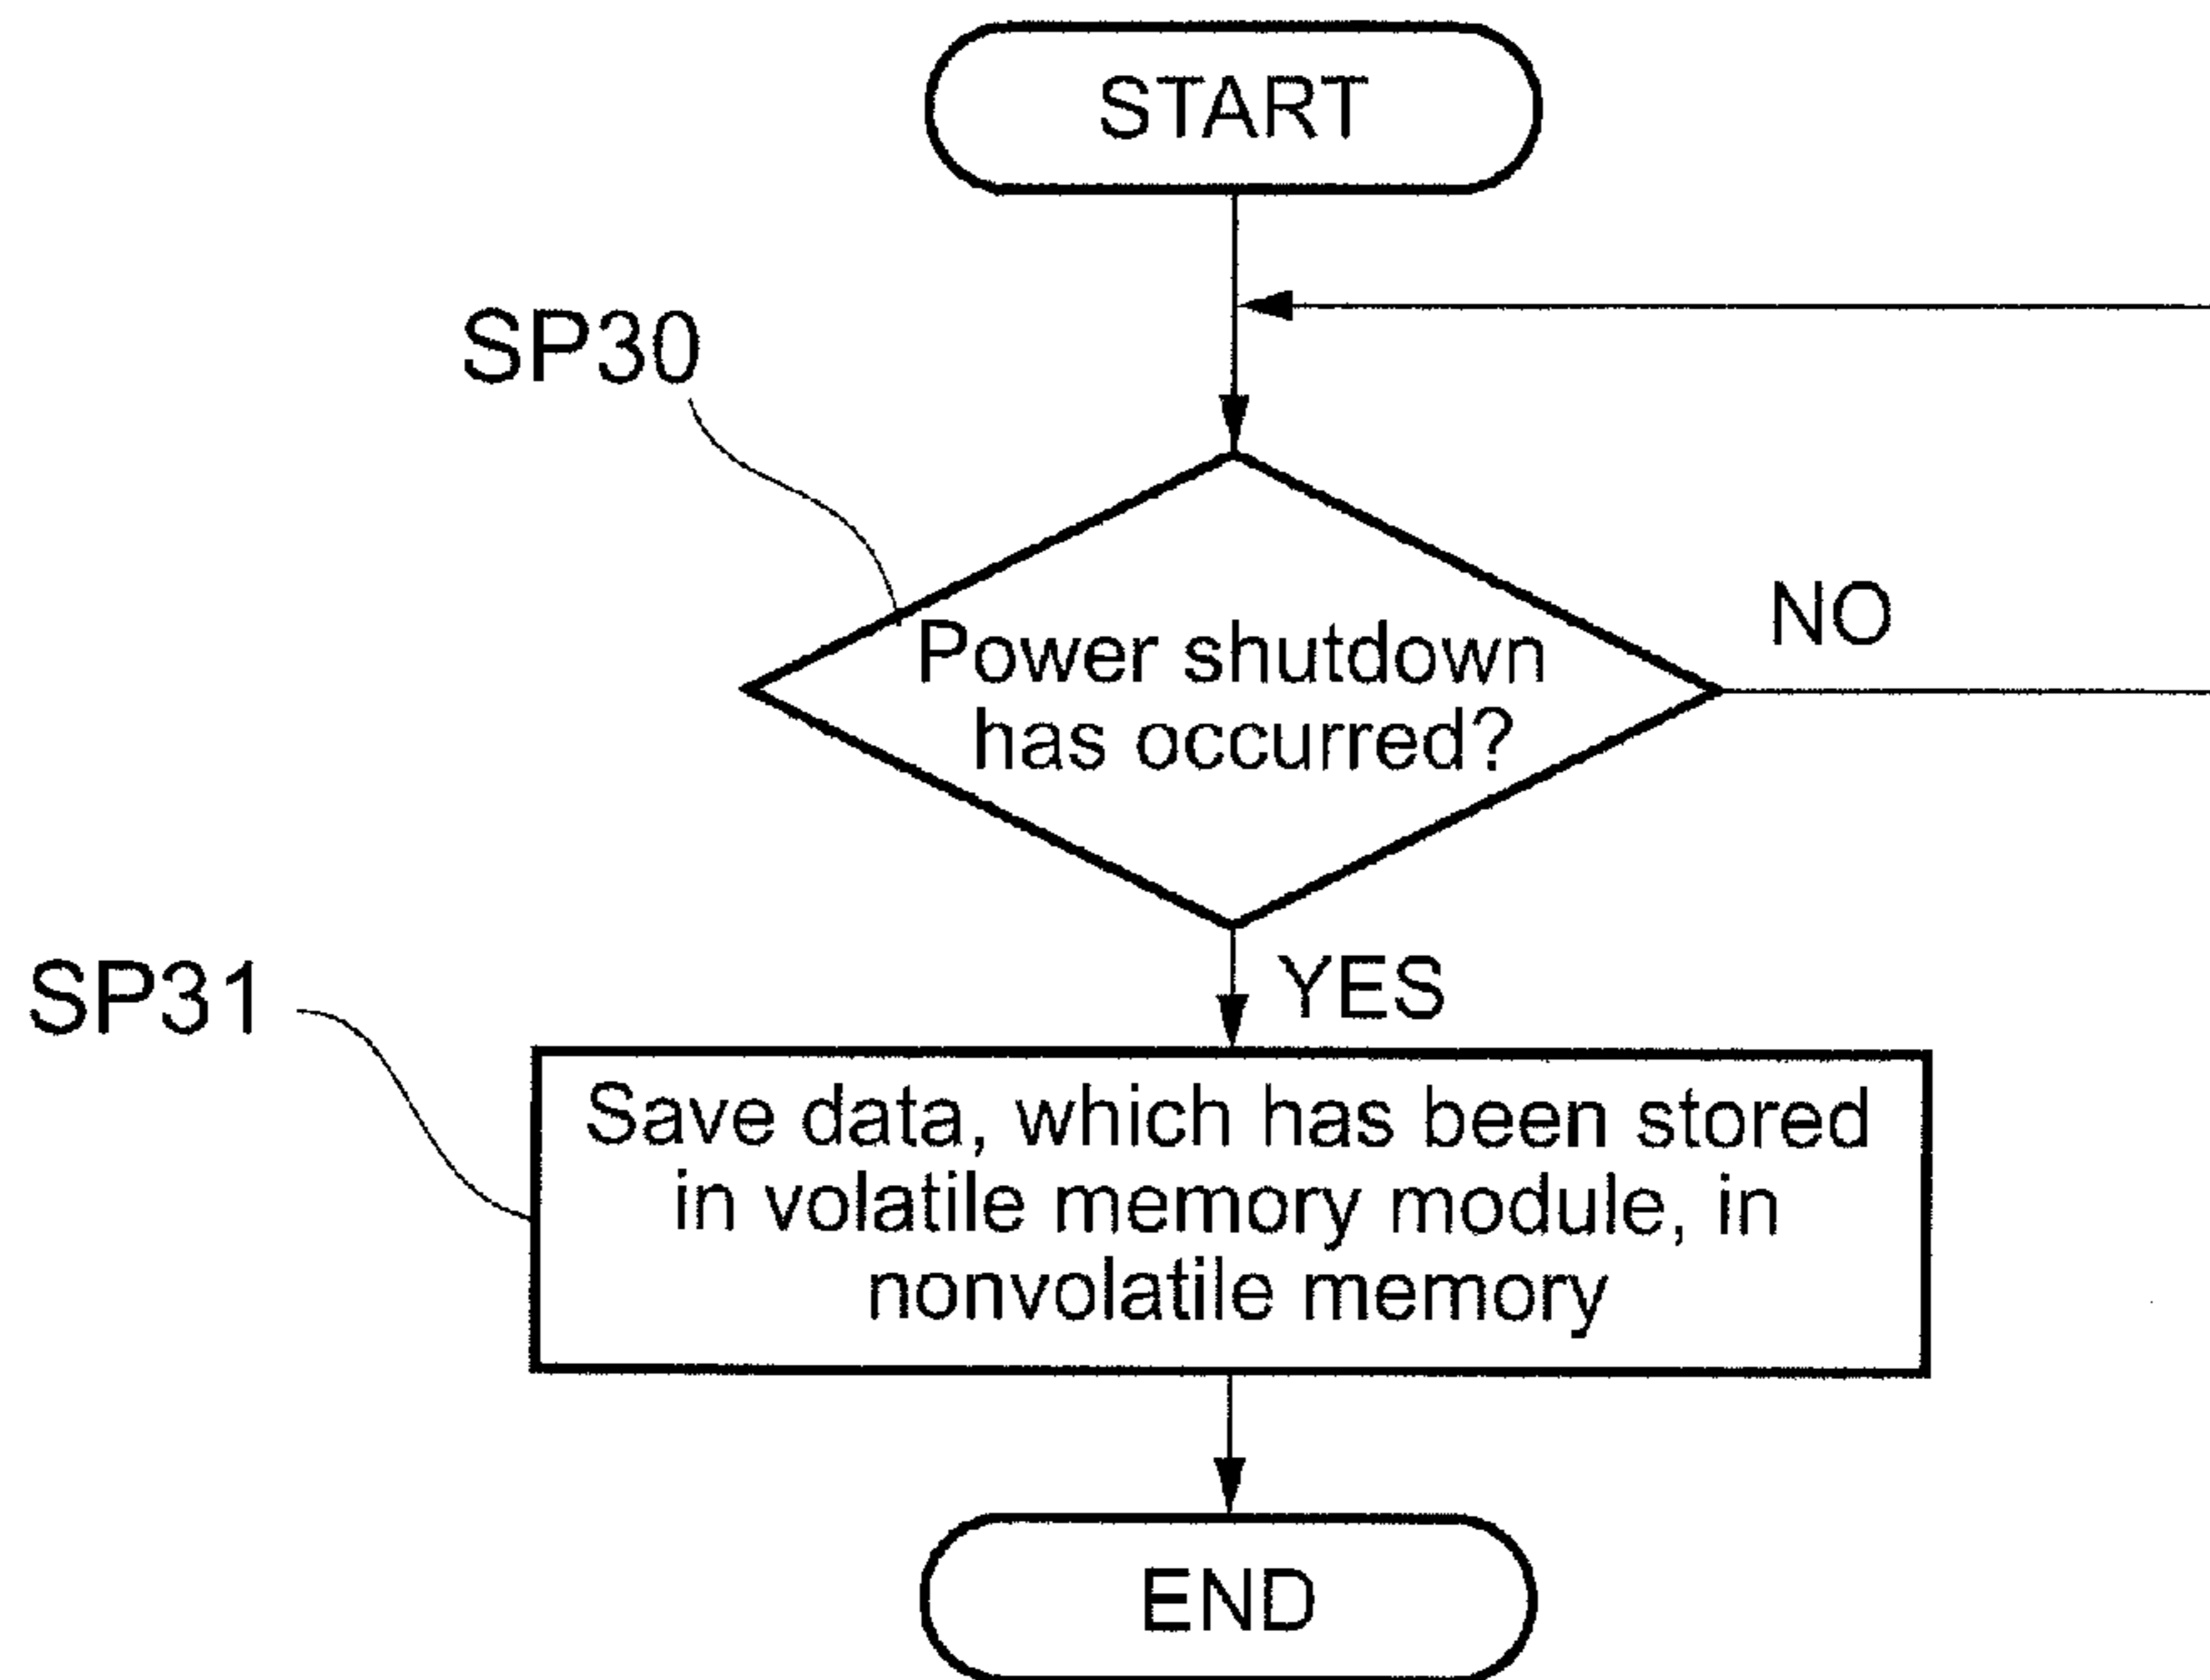 START
SP30
Power shutdown
has occurred?
NO
YES
SP31
Save data, which has been stored
in volatile memory module, in
nonvolatile memory
END